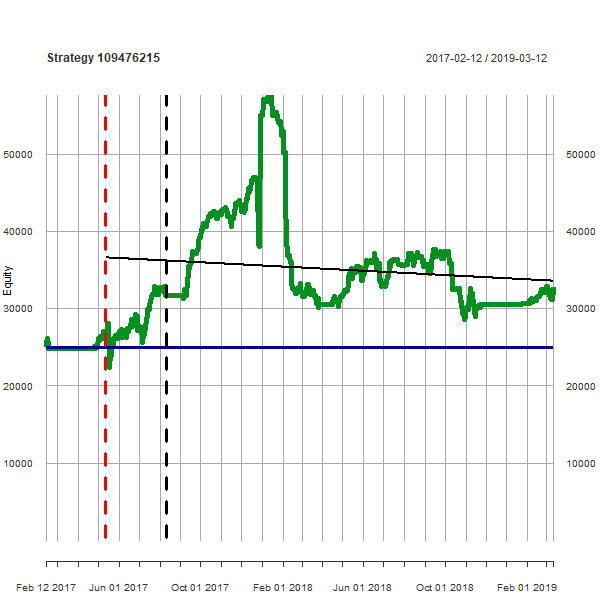 Strategy 109476215
2017-02-12 / 2019-03-12
50000 50000
40000 40000
Equity
30000 30000
20000 20000
10000 10000
Feb 12 2017 Jun 01 2017 Oct 01 2017 Feb 01 2018 Jun 01 2018 Oct 01 2018 Feb 01 2019